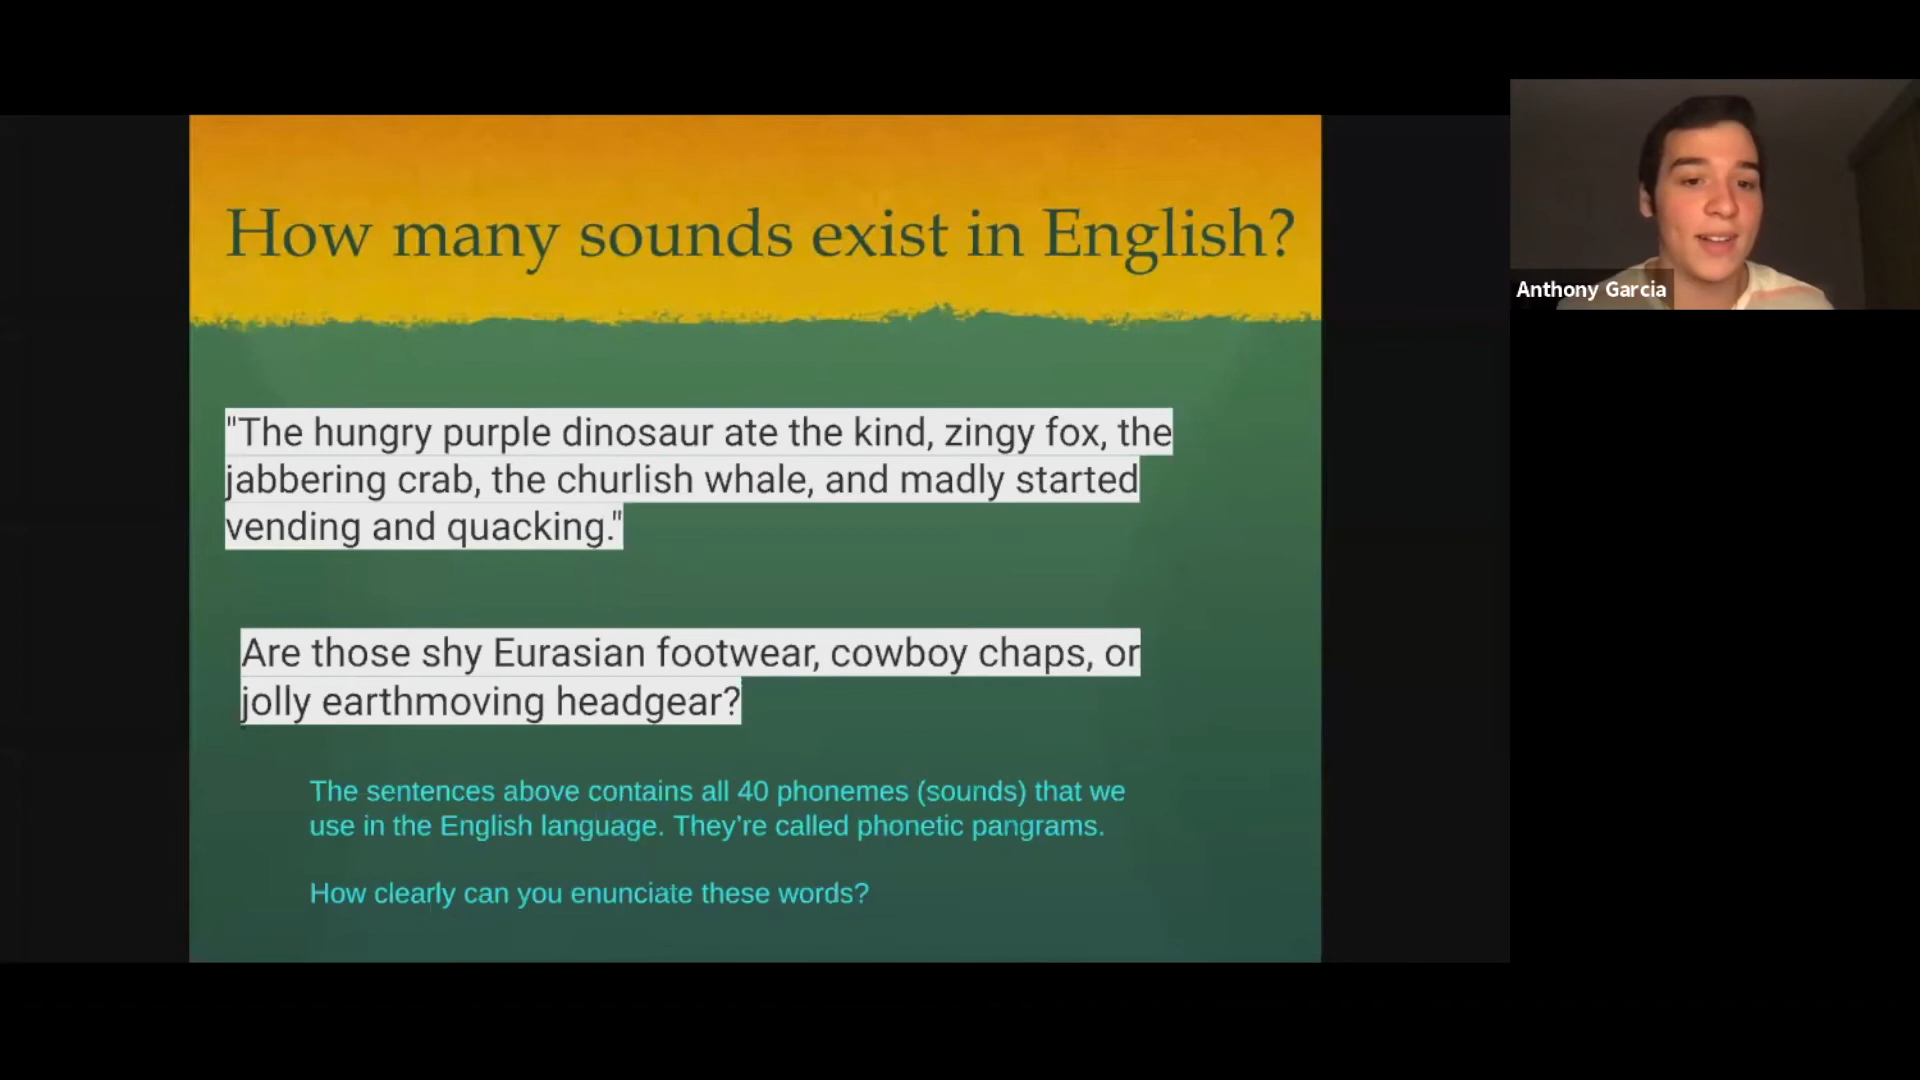 How many sounds exist in English?
Anthony Garcia
"The hungry purple dinosaur ate the kind, zingy fox, the
jabbering crab, the churlish whale, and madly started
vending and quacking."
Are those shy Eurasian footwear, cowboy chaps, or
jolly earthmoving headgear?
The sentences above contains all 40 phonemes (sounds) that we
use in the English language. They're called phonetic pangrams.
How clearly can you enunciate these words?